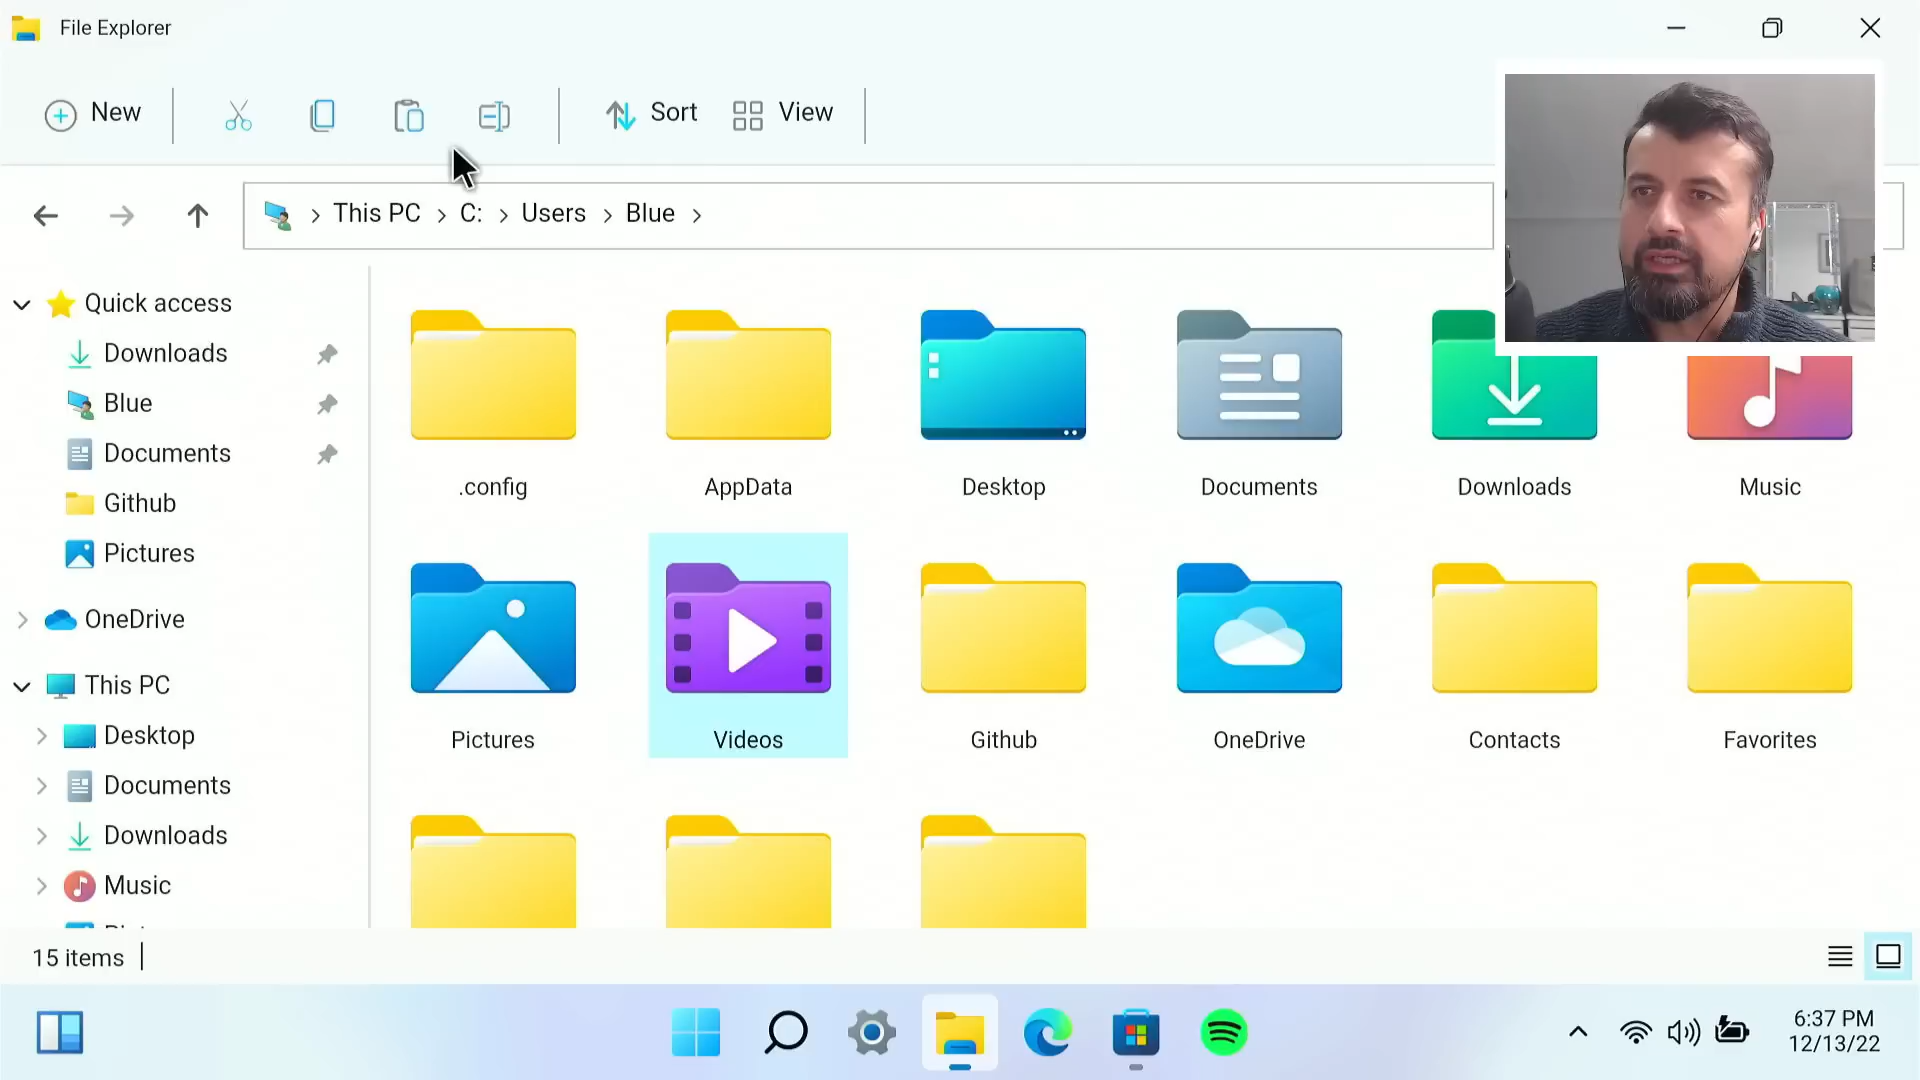 File Explorer
New
Sort
View
This PC
C:
Users
Blue
Quick access
Downloads
Blue
Documents
Github
Pictures
OneDrive
This PC
Desktop
Documents
Downloads
Music
.config
AppData
Desktop
Documents
Downloads
Music
Pictures
Videos
Github
OneDrive
Contacts
Favorites
15 items
6:37 PM
12/13/22